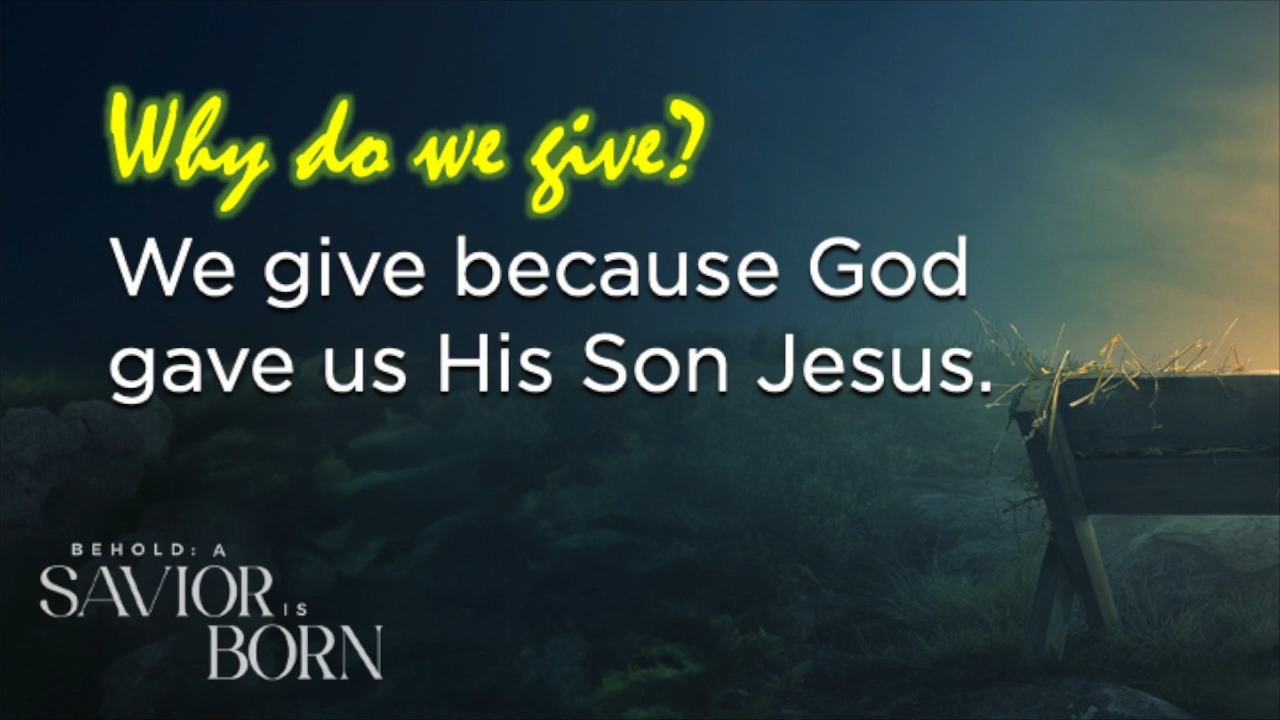 Why do we give?
We give because God
gave us His Son Jesus.
BEHOLD: A
SAVIOR IS
BORN